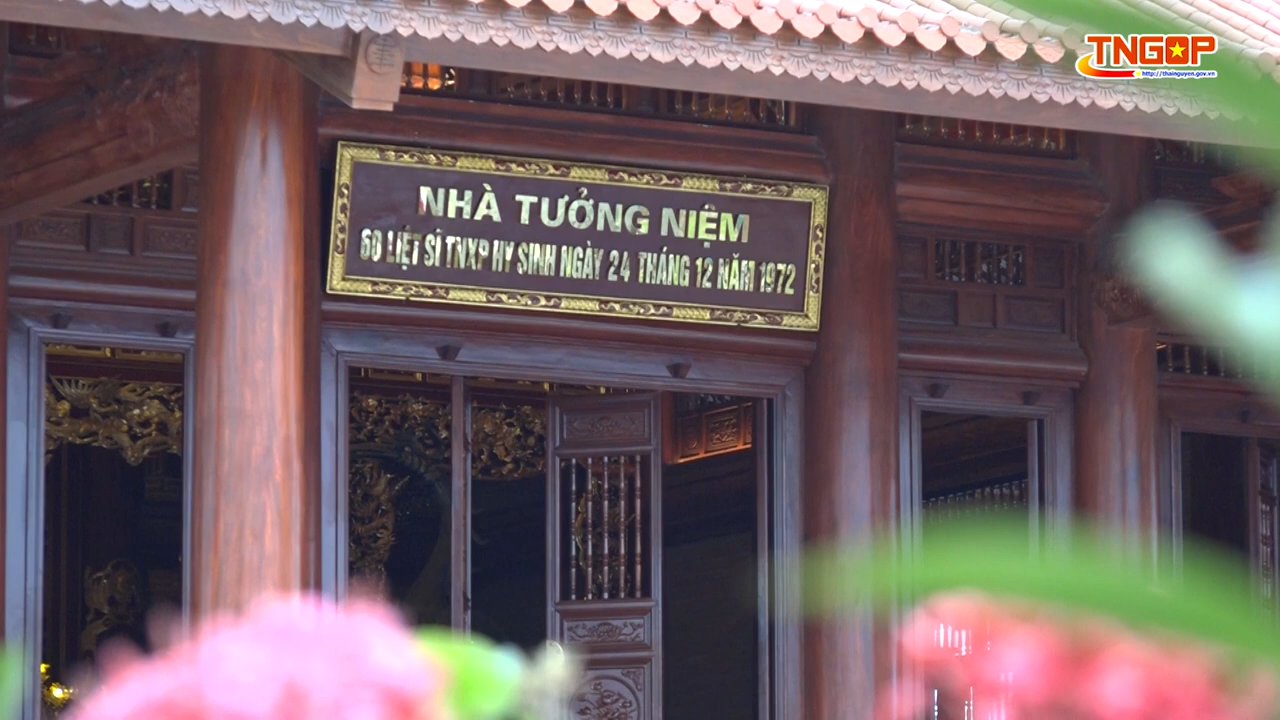 TNGOP
http://thainguyen.gov.vn
NHÀ TƯỞNG NIỆM
60 LIỆT SĨ TNXP HY SINH NGÀY 24 THÁNG 12 NĂM 1972